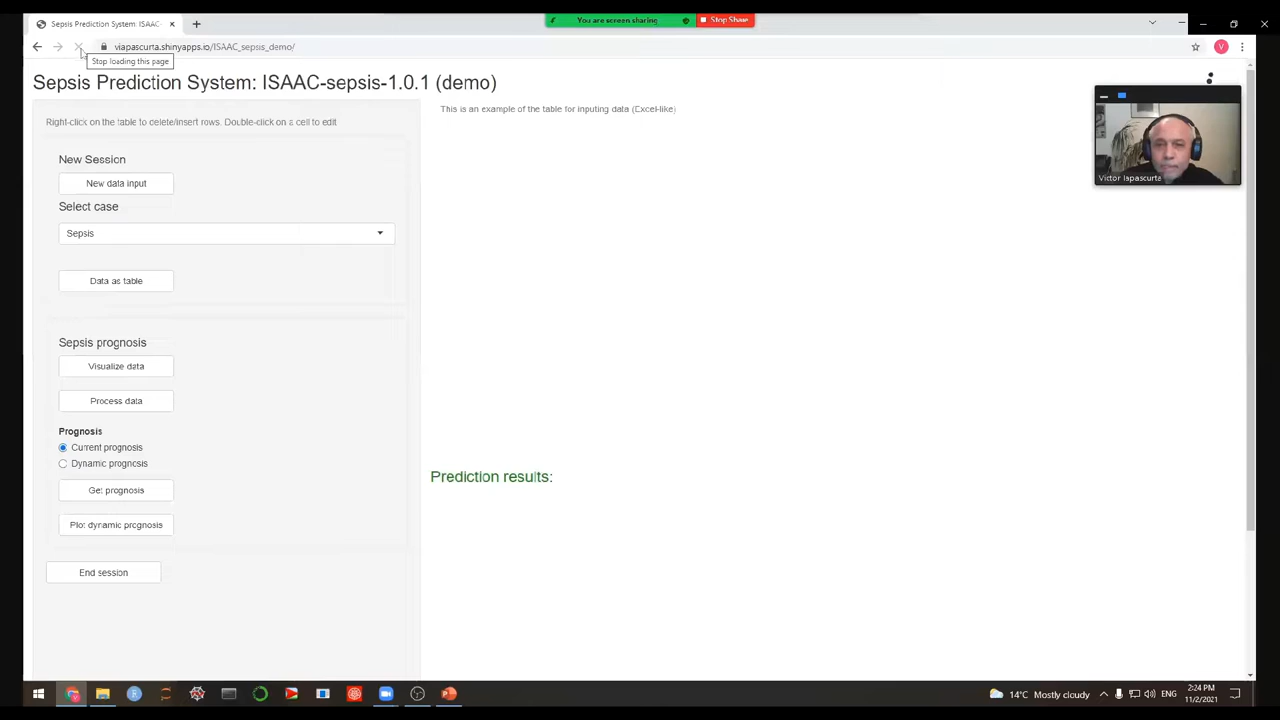 Sepsis Prediction System: ISAAC-
You are screen sharing
Stop Share
viapascurta.shinyapps.io/ISAAC_sepsis_demo/
V
Stop loading this page
Sepsis Prediction System: ISAAC-sepsis-1.0.1 (demo)
This is an example of the table for inputing data (Excel-like)
Right-click on the table to delete/insert rows. Double-click on a cell to edit
New Session
New data input
Select case
Sepsis
Data as table
Sepsis prognosis
Visualize data
Process data
Prognosis
Current prognosis
Dynamic prognosis
Get prognosis
Plot dynamic prognosis
End session
Prediction results:
Victor Iapascurta
14°C Mostly cloudy
ENG
2:24 PM
11/2/2021